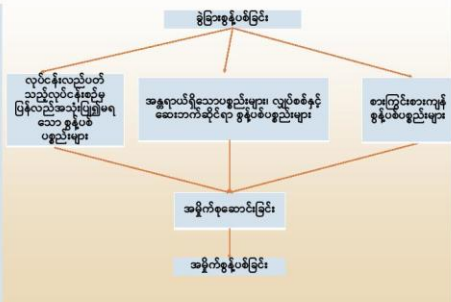 ခွဲခြားစွန့်ပစ်ခြင်း
လုပ်ငန်းလည်ပတ်
သည့်လုပ်ငန်းစဉ်မှ
ပြန်လည်အသုံးပြု၍မရ
သော စွန့်ပစ်
ပစ္စည်းများ
အန္တရာယ်ရှိသောပစ္စည်းများ၊ လျှပ်စစ်နှင့်
ဆေးဘက်ဆိုင်ရာ စွန့်ပစ်ပစ္စည်းများ
စားကြွင်းစားကျန်
စွန့်ပစ်ပစ္စည်းများ
အမှိုက်စုဆောင်းခြင်း
အမှိုက်စွန့်ပစ်ခြင်း